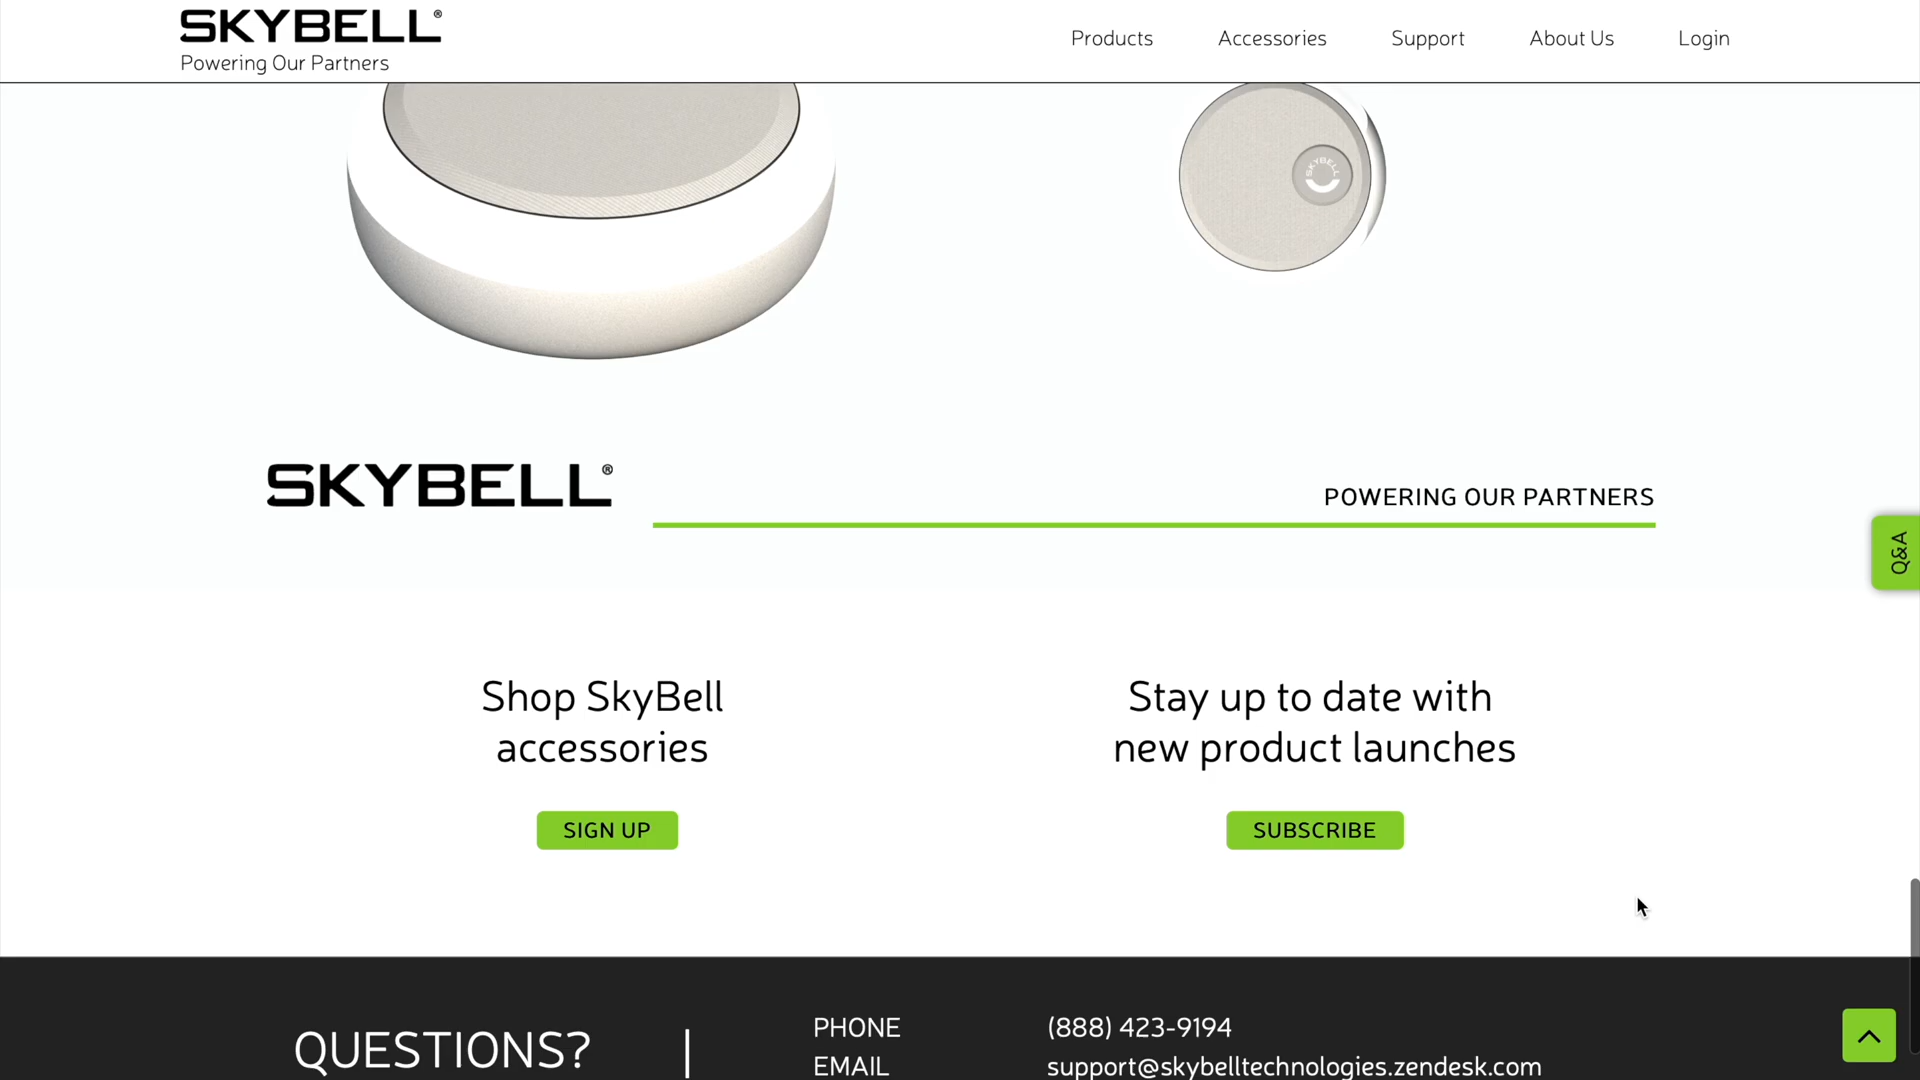 SKYBELL®
Powering Our Partners
Products Accessories Support About Us Login
SKYBELL
SKYBELL®
POWERING OUR PARTNERS
Q&A
Shop SkyBell
accessories
SIGN UP
Stay up to date with
new product launches
SUBSCRIBE
QUESTIONS?
PHONE (888) 423-9194
EMAIL support@skybelltechnologies.zendesk.com